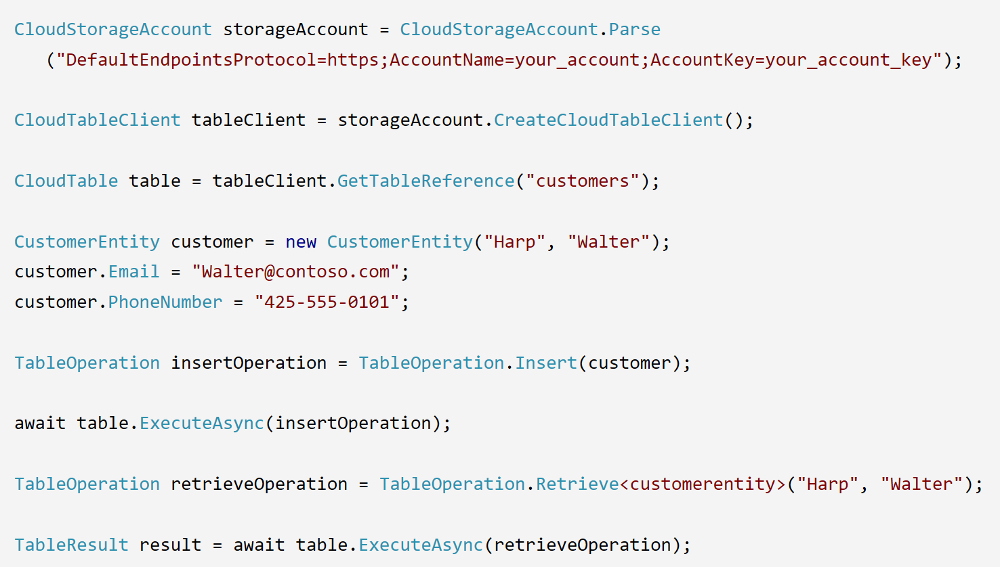 CloudStorageAccount storageAccount = CloudStorageAccount.Parse
("DefaultEndpointsProtocol=https;AccountName=your_account;AccountKey=your_account_key");
CloudTableClient tableClient = storageAccount.CreateCloudTableClient();
CloudTable table = tableClient.GetTableReference("customers");
CustomerEntity customer = new CustomerEntity("Harp", "Walter");
customer.Email = "Walter@contoso.com";
customer.PhoneNumber = "425-555-0101";
TableOperation insertOperation = TableOperation.Insert(customer);
await table.ExecuteAsync(insertOperation);
TableOperation retrieveOperation = TableOperation.Retrieve<customerentity>("Harp", "Walter");
TableResult result = await table.ExecuteAsync(retrieveOperation);